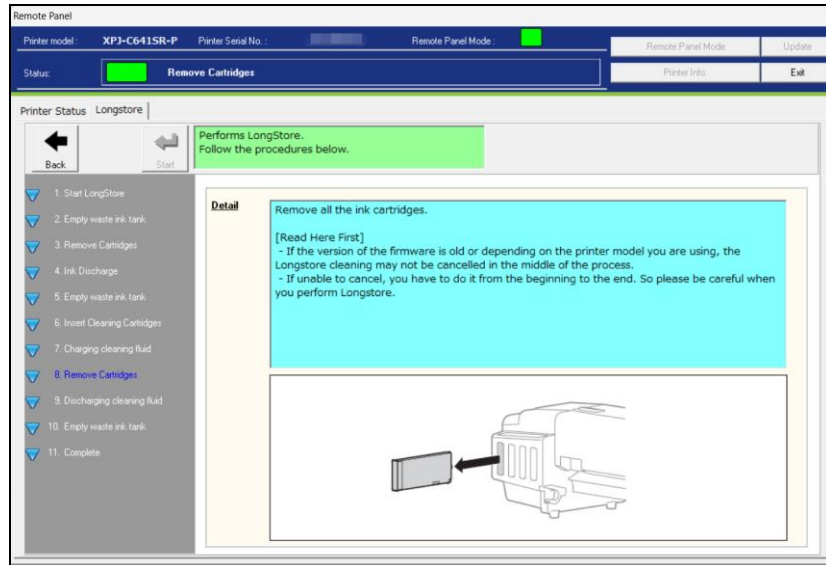 Remote Panel
Printer model : XPJ-C641SR-P Printer Serial No. : Remote Panel Mode :
Remote Panel Mode Update
Status: Remove Cartridges
Printer Info. Exit
Printer Status Longstore
Back Start
Performs LongStore.
Follow the procedures below.
1. Start LongStore
2. Empty waste ink tank
3. Remove Cartridges
4. Ink Discharge
5. Empty waste ink tank
6. Insert Cleaning Cartridges
7. Charging cleaning fluid
8. Remove Cartridges
9. Discharging cleaning fluid
10. Empty waste ink tank
11. Complete
Detail
Remove all the ink cartridges.
[Read Here First]
- If the version of the firmware is old or depending on the printer model you are using, the
Longstore cleaning may not be cancelled in the middle of the process.
- If unable to cancel, you have to do it from the beginning to the end. So please be careful when
you perform Longstore.